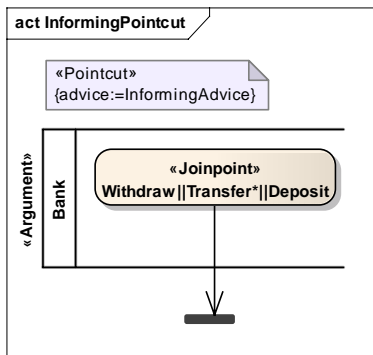 act InformingPointcut
«Pointcut»
{advice:=InformingAdvice}
«Argument»
Bank
«Joinpoint»
Withdraw||Transfer*||Deposit